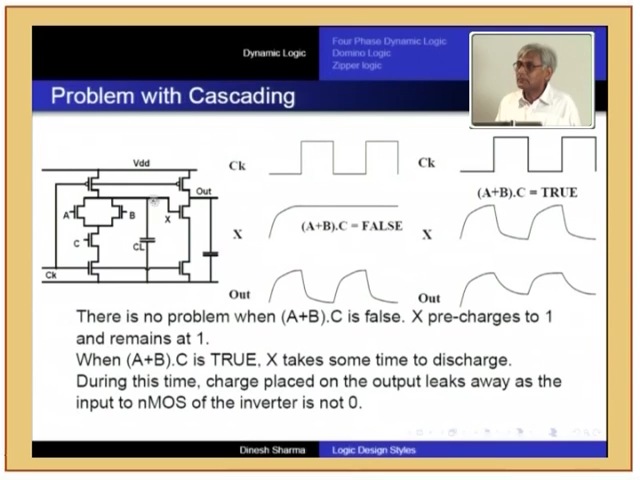 Dynamic Logic
Four Phase Dynamic Logic
Domino Logic
Zipper logic
Problem with Cascading
Vdd
Out
A
B
X
C
CL
Ck
Ck
X
(A+B).C = FALSE
Out
Ck
(A+B).C = TRUE
X
Out
There is no problem when (A+B).C is false. X pre-charges to 1
and remains at 1.
When (A+B).C is TRUE, X takes some time to discharge.
During this time, charge placed on the output leaks away as the
input to nMOS of the inverter is not 0.
Dinesh Sharma
Logic Design Styles